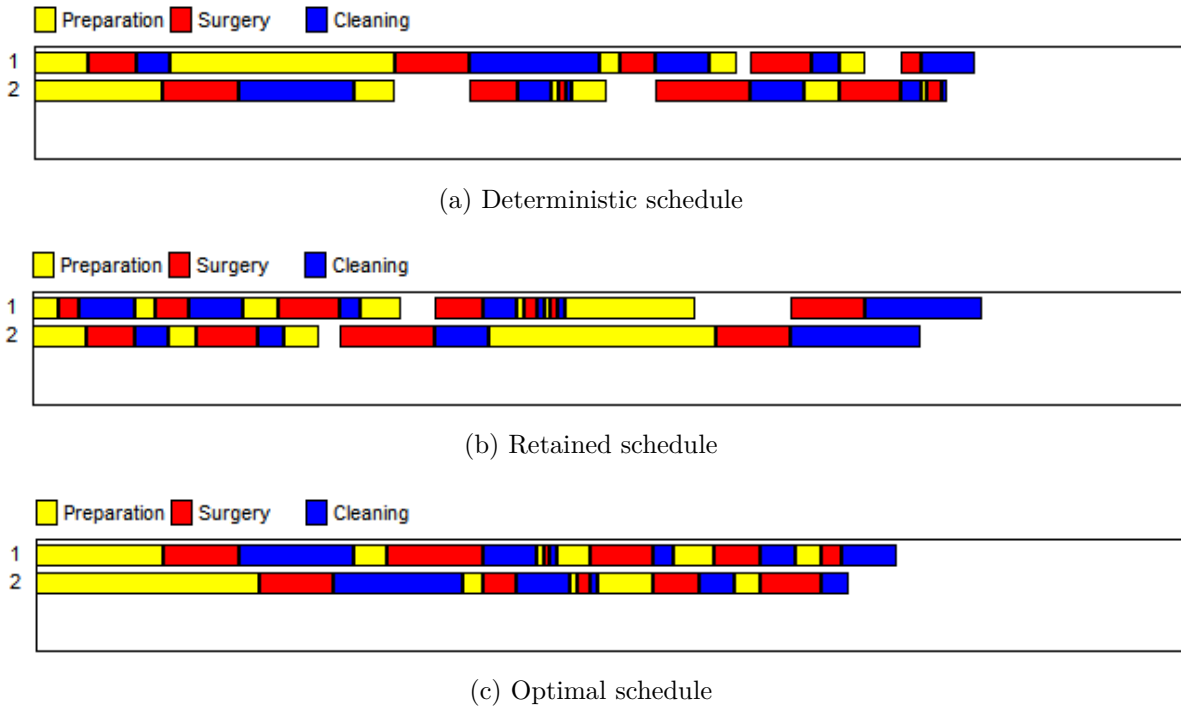 Preparation Surgery Cleaning
1
2
(a) Deterministic schedule
Preparation Surgery Cleaning
1
2
(b) Retained schedule
Preparation Surgery Cleaning
1
2
(c) Optimal schedule